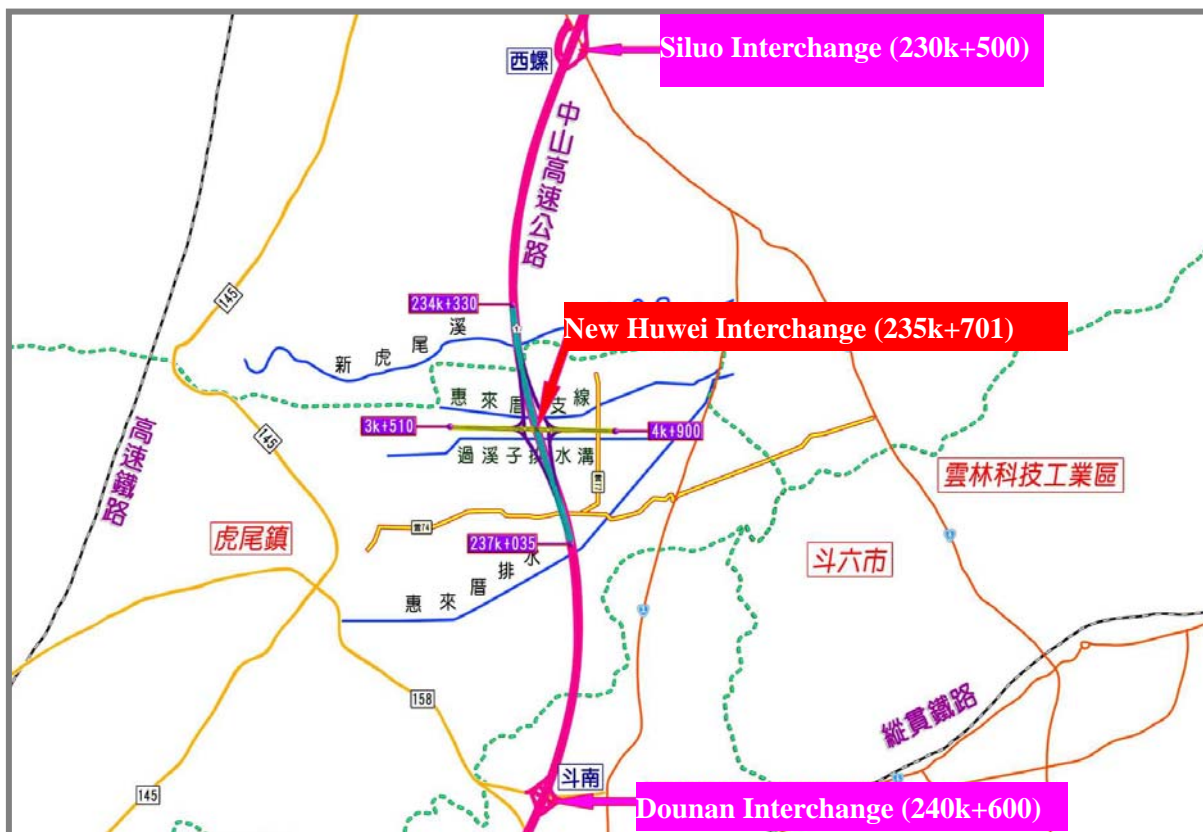 Siluo Interchange (230k+500)
西螺
中山高速公路
234k+330
New Huwei Interchange (235k+701)
新虎尾溪
145
惠來厝支線
3k+510
4k+900
145
過溪子排水溝
高速鐵路
雲林科技工業區
雲74
虎尾鎮
237k+035
斗六市
惠來厝排水
158
縱貫鐵路
斗南
145
Dounan Interchange (240k+600)